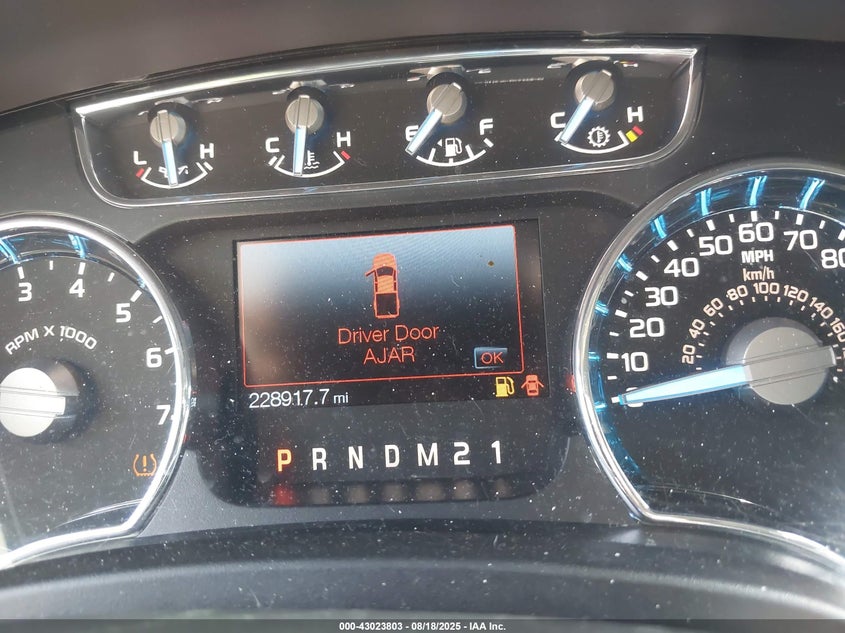 L H
C H
E F
C H
3 4 5 6 7
RPM X 1000
Driver Door
AJAR
OK
228917.7 mi
P R N D M 2 1
0 10 20 30 40 50 60 70 80
MPH
km/h
20 40 60 80 100 120 140 160
000-43023803 - 08/18/2025 - IAA Inc.